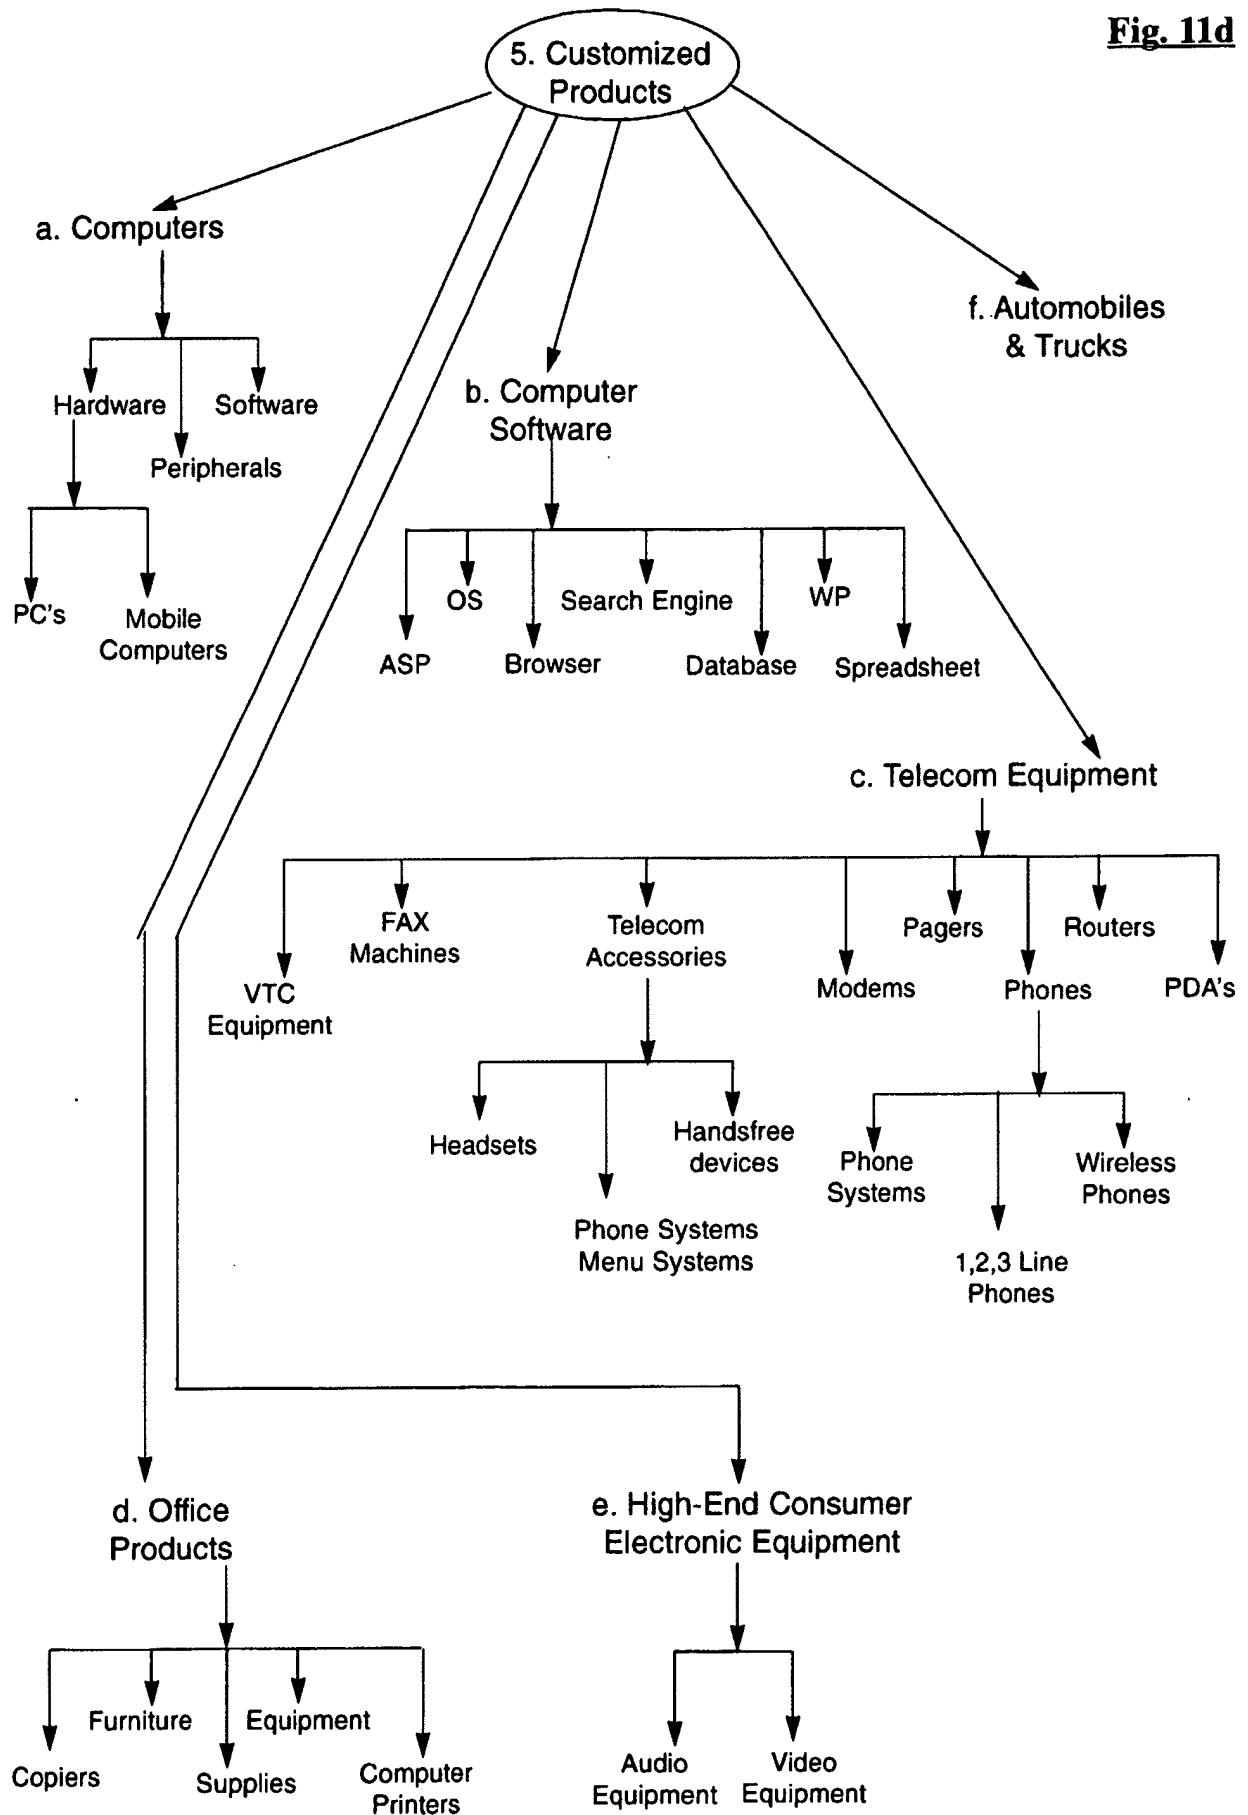 Fig. 11d
5. Customized
Products
a. Computers
f. Automobiles
& Trucks
b. Computer
Software
Hardware
Software
Peripherals
PC's
Mobile
Computers
OS
Search Engine
WP
ASP
Browser
Database
Spreadsheet
c. Telecom Equipment
FAX
Machines
Telecom
Accessories
Pagers
Routers
VTC
Equipment
Modems
Phones
PDA's
Headsets
Handsfree
devices
Phone Systems
Menu Systems
Phone
Systems
Wireless
Phones
1,2,3 Line
Phones
d. Office
Products
e. High-End Consumer
Electronic Equipment
Furniture
Equipment
Copiers
Supplies
Computer
Printers
Audio
Equipment
Video
Equipment